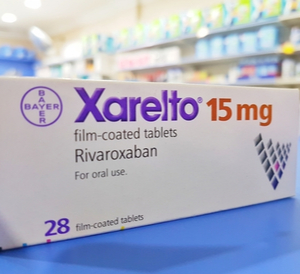 BAYER
Xarelto® 15 mg
film-coated tablets
Rivaroxaban
For oral use.
28 film-coated tablets